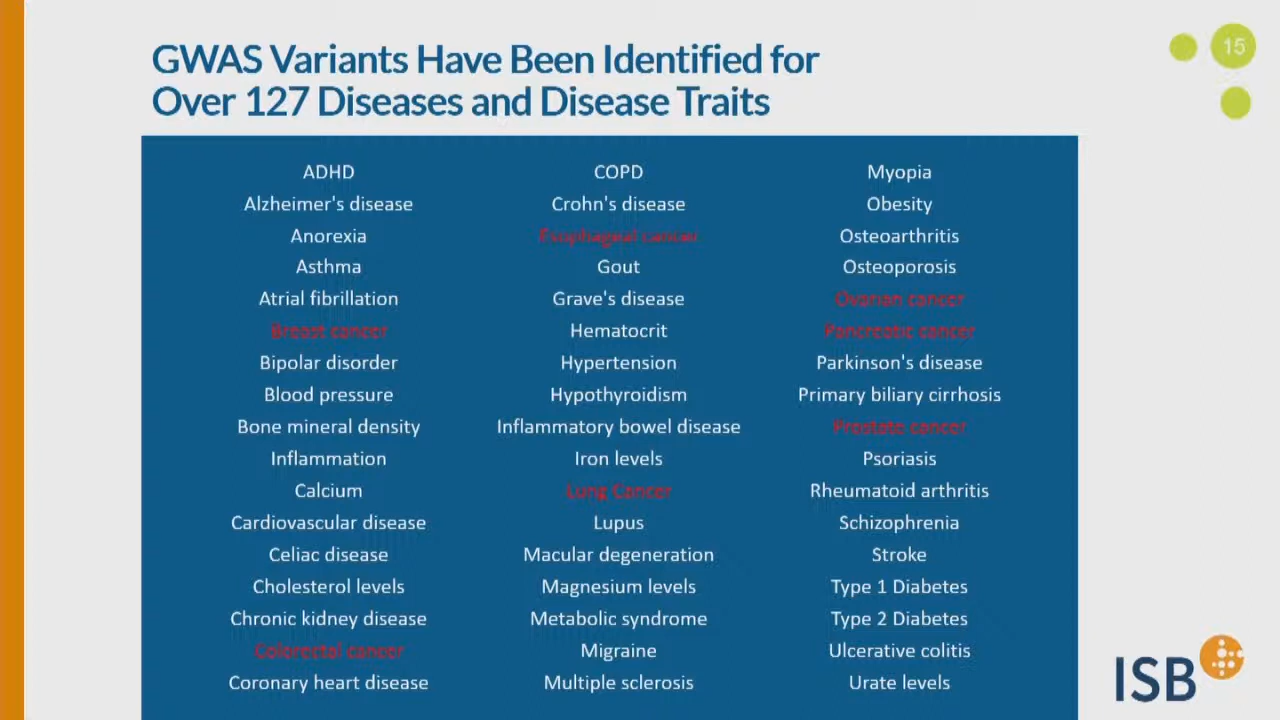 GWAS Variants Have Been Identified for
Over 127 Diseases and Disease Traits
15
ADHD
Alzheimer's disease
Anorexia
Asthma
Atrial fibrillation
Breast cancer
Bipolar disorder
Blood pressure
Bone mineral density
Inflammation
Calcium
Cardiovascular disease
Celiac disease
Cholesterol levels
Chronic kidney disease
Colorectal cancer
Coronary heart disease
COPD
Crohn's disease
Esophageal cancer
Gout
Grave's disease
Hematocrit
Hypertension
Hypothyroidism
Inflammatory bowel disease
Iron levels
Lung Cancer
Lupus
Macular degeneration
Magnesium levels
Metabolic syndrome
Migraine
Multiple sclerosis
Myopia
Obesity
Osteoarthritis
Osteoporosis
Ovarian cancer
Pancreatic cancer
Parkinson's disease
Primary biliary cirrhosis
Prostate cancer
Psoriasis
Rheumatoid arthritis
Schizophrenia
Stroke
Type 1 Diabetes
Type 2 Diabetes
Ulcerative colitis
Urate levels
ISB